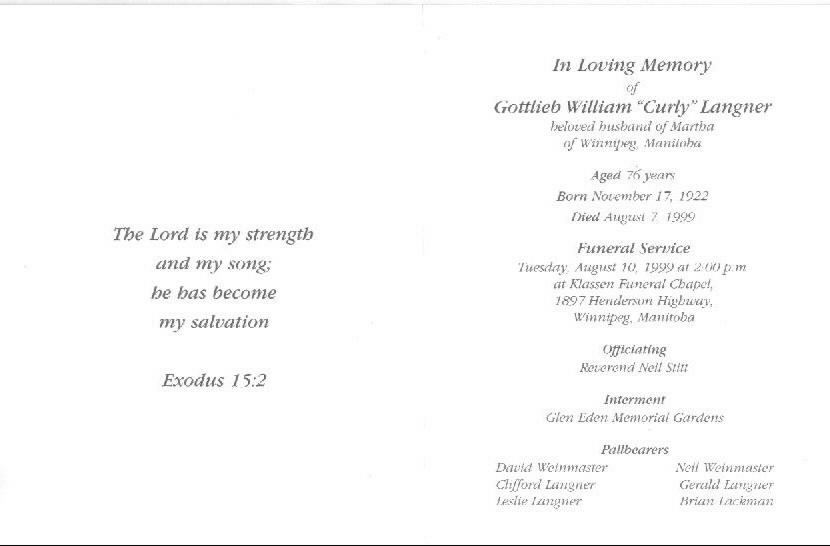 The Lord is my strength
and my song;
he has become
my salvation
Exodus 15:2
In Loving Memory
of
Gottlieb William "Curly" Langner
beloved husband of Martha
of Winnipeg, Manitoba
Aged 76 years
Born November 17, 1922
Died August 7, 1999
Funeral Service
Tuesday, August 10, 1999 at 2:00 p.m
at Klassen Funeral Chapel,
1897 Henderson Highway,
Winnipeg, Manitoba
Officiating
Reverend Neil Stitt
Interment
Glen Eden Memorial Gardens
Pallbearers
David Weinmaster Neil Weinmaster
Clifford Langner Gerald Langner
Leslie Langner Brian Lackman